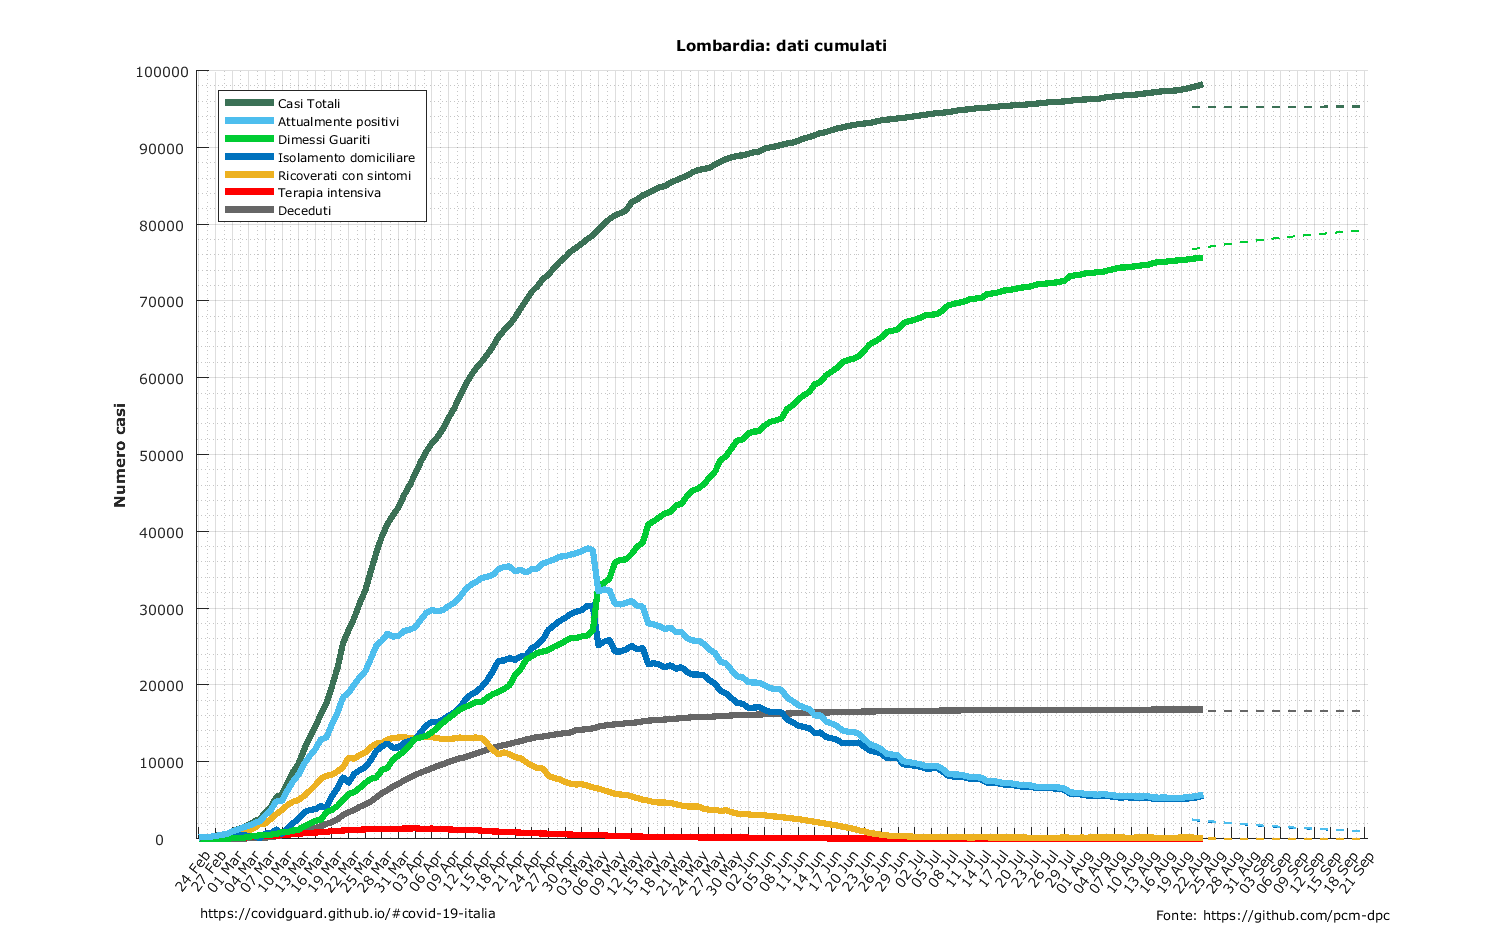 Lombardia: dati cumulati
Numero casi
100000
90000
80000
70000
60000
50000
40000
30000
20000
10000
0
Casi Totali
Attualmente positivi
Dimessi Guariti
Isolamento domiciliare
Ricoverati con sintomi
Terapia intensiva
Deceduti
24 Feb
27 Feb
01 Mar
04 Mar
07 Mar
10 Mar
13 Mar
16 Mar
19 Mar
22 Mar
25 Mar
28 Mar
31 Mar
03 Apr
06 Apr
09 Apr
12 Apr
15 Apr
18 Apr
21 Apr
24 Apr
27 Apr
30 Apr
03 May
06 May
09 May
12 May
15 May
18 May
21 May
24 May
27 May
30 May
02 Jun
05 Jun
08 Jun
11 Jun
14 Jun
17 Jun
20 Jun
23 Jun
26 Jun
29 Jun
02 Jul
05 Jul
08 Jul
11 Jul
14 Jul
17 Jul
20 Jul
23 Jul
26 Jul
29 Jul
01 Aug
04 Aug
07 Aug
10 Aug
13 Aug
16 Aug
19 Aug
22 Aug
25 Aug
28 Aug
31 Aug
03 Sep
06 Sep
09 Sep
12 Sep
15 Sep
18 Sep
21 Sep
https://covidguard.github.io/#covid-19-italia
Fonte: https://github.com/pcm-dpc